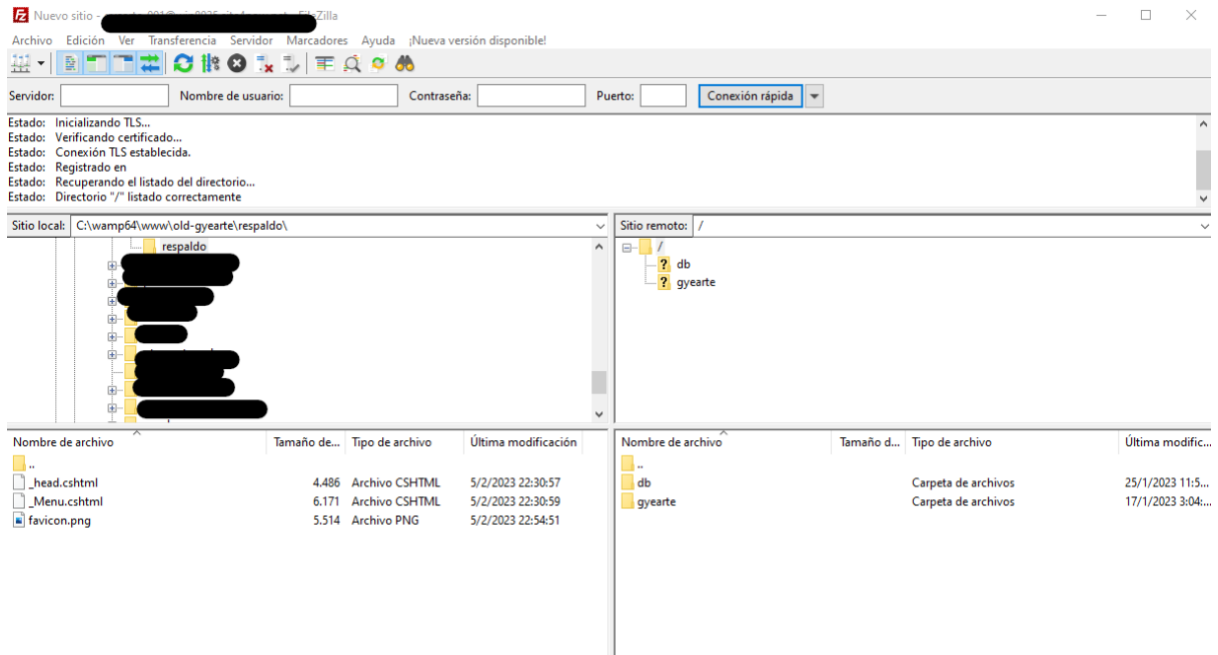 Nuevo sitio - FileZilla
Archivo Edición Ver Transferencia Servidor Marcadores Ayuda ¡Nueva versión disponible!
Servidor: Nombre de usuario: Contraseña: Puerto: Conexión rápida
Estado: Inicializando TLS...
Estado: Verificando certificado...
Estado: Conexión TLS establecida.
Estado: Registrado en
Estado: Recuperando el listado del directorio...
Estado: Directorio "/" listado correctamente
Sitio local: C:\wamp64\www\old-gyearte\respaldo\
respaldo
Sitio remoto: /
/
? db
? gyearte
Nombre de archivo Tamaño de... Tipo de archivo Última modificación
..
_head.cshtml 4.486 Archivo CSHTML 5/2/2023 22:30:57
_Menu.cshtml 6.171 Archivo CSHTML 5/2/2023 22:30:59
favicon.png 5.514 Archivo PNG 5/2/2023 22:54:51
Nombre de archivo Tamaño d... Tipo de archivo Última modific...
..
db Carpeta de archivos 25/1/2023 11:5...
gyearte Carpeta de archivos 17/1/2023 3:04:...